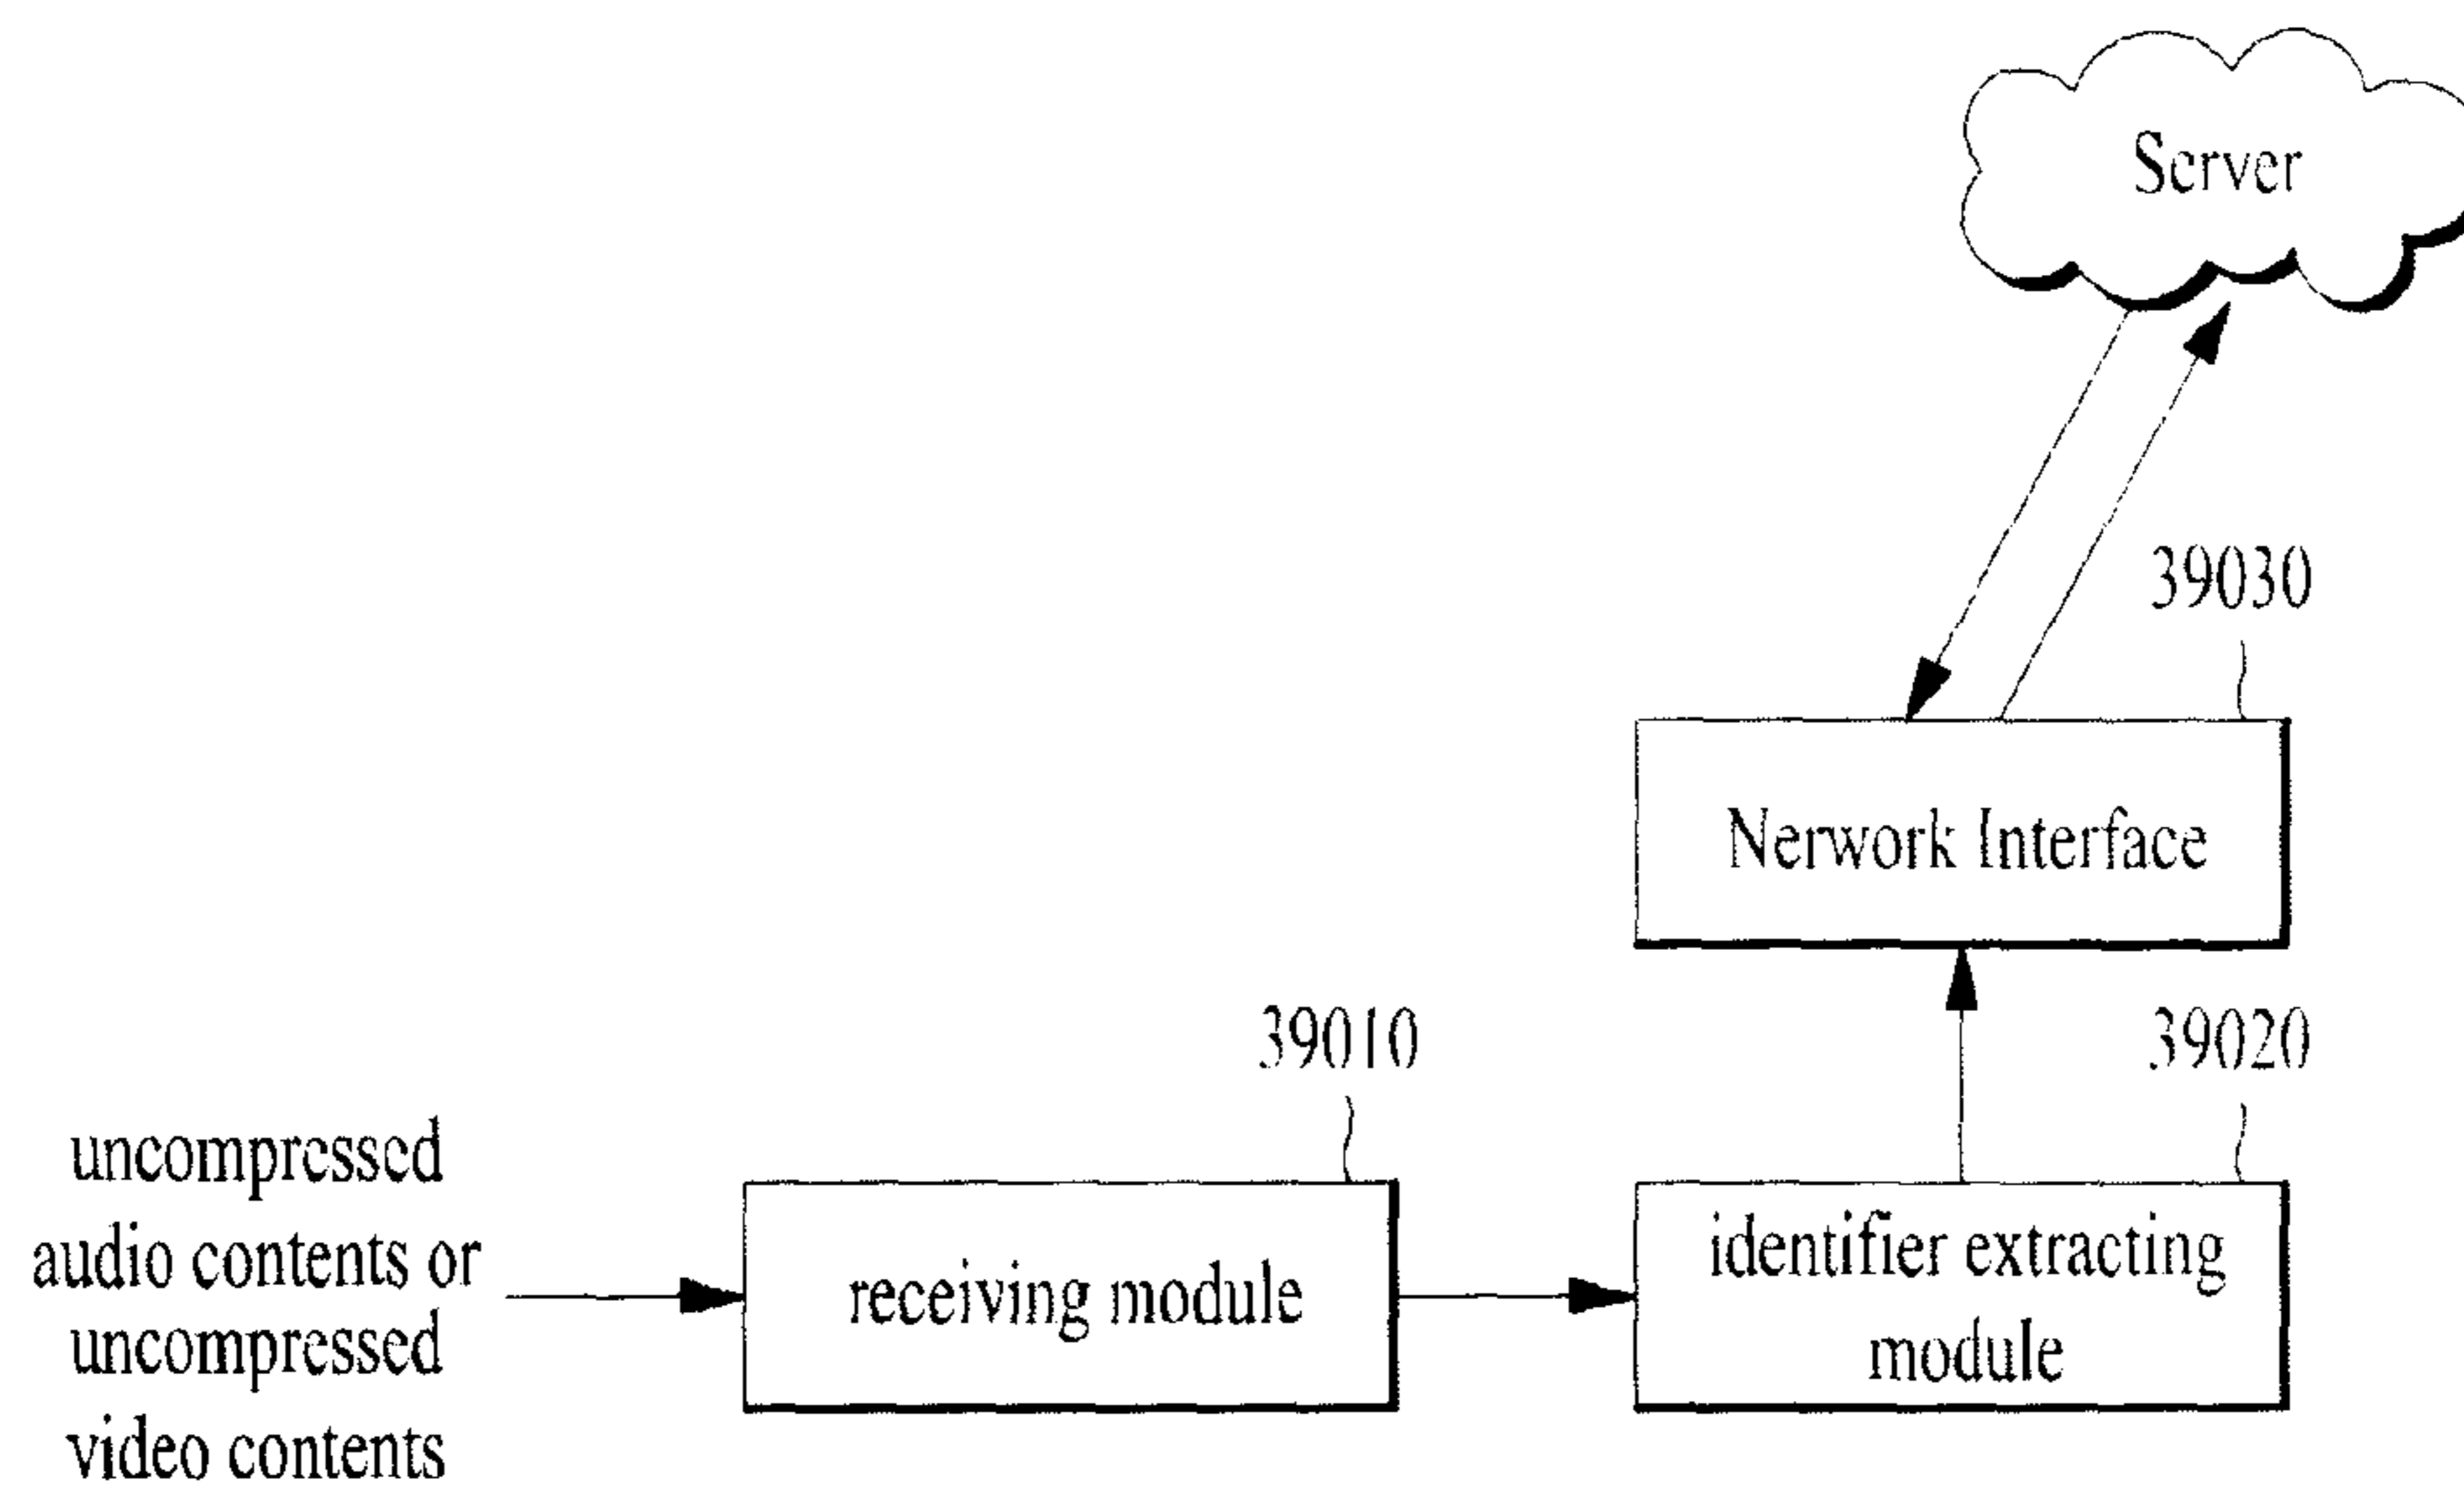 Server
39030
Nerwork Interface
39010
39020
uncompressed
audio contents or
uncompressed
video contents
receiving module
identifier extracting
module